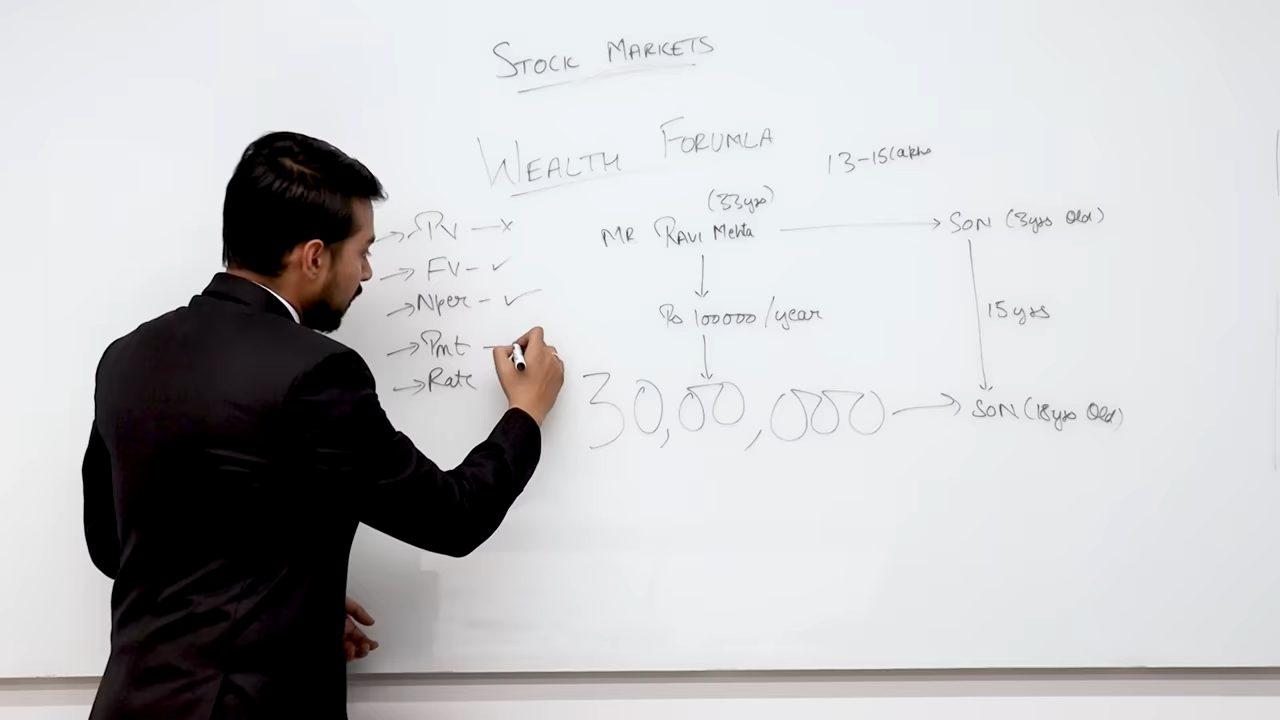 STOCK MARKETS
WEALTH FORUMLA
13-15 lakhs
(33yrs)
MR RAVI Mehta → SON (3yrs Old)
→ PV — x
→ FV - ✓
→ Nper - ✓
→ Pmt —
→ Rate
Rs 100000/year
15 yrs
30,00,000 → SON (18yrs Old)